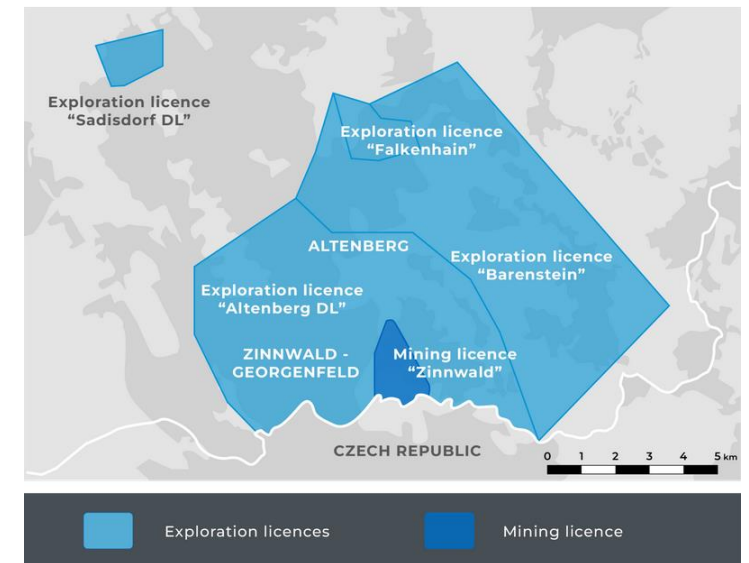 Exploration licence
“Sadisdorf DL”
Exploration licence
“Falkenhain”
ALTENBERG
Exploration licence
“Barenstein”
Exploration licence
“Altenberg DL”
ZINNWALD -
GEORGENFELD
Mining licence
“Zinnwald”
CZECH REPUBLIC
0 1 2 3 4 5 km
Exploration licences
Mining licence